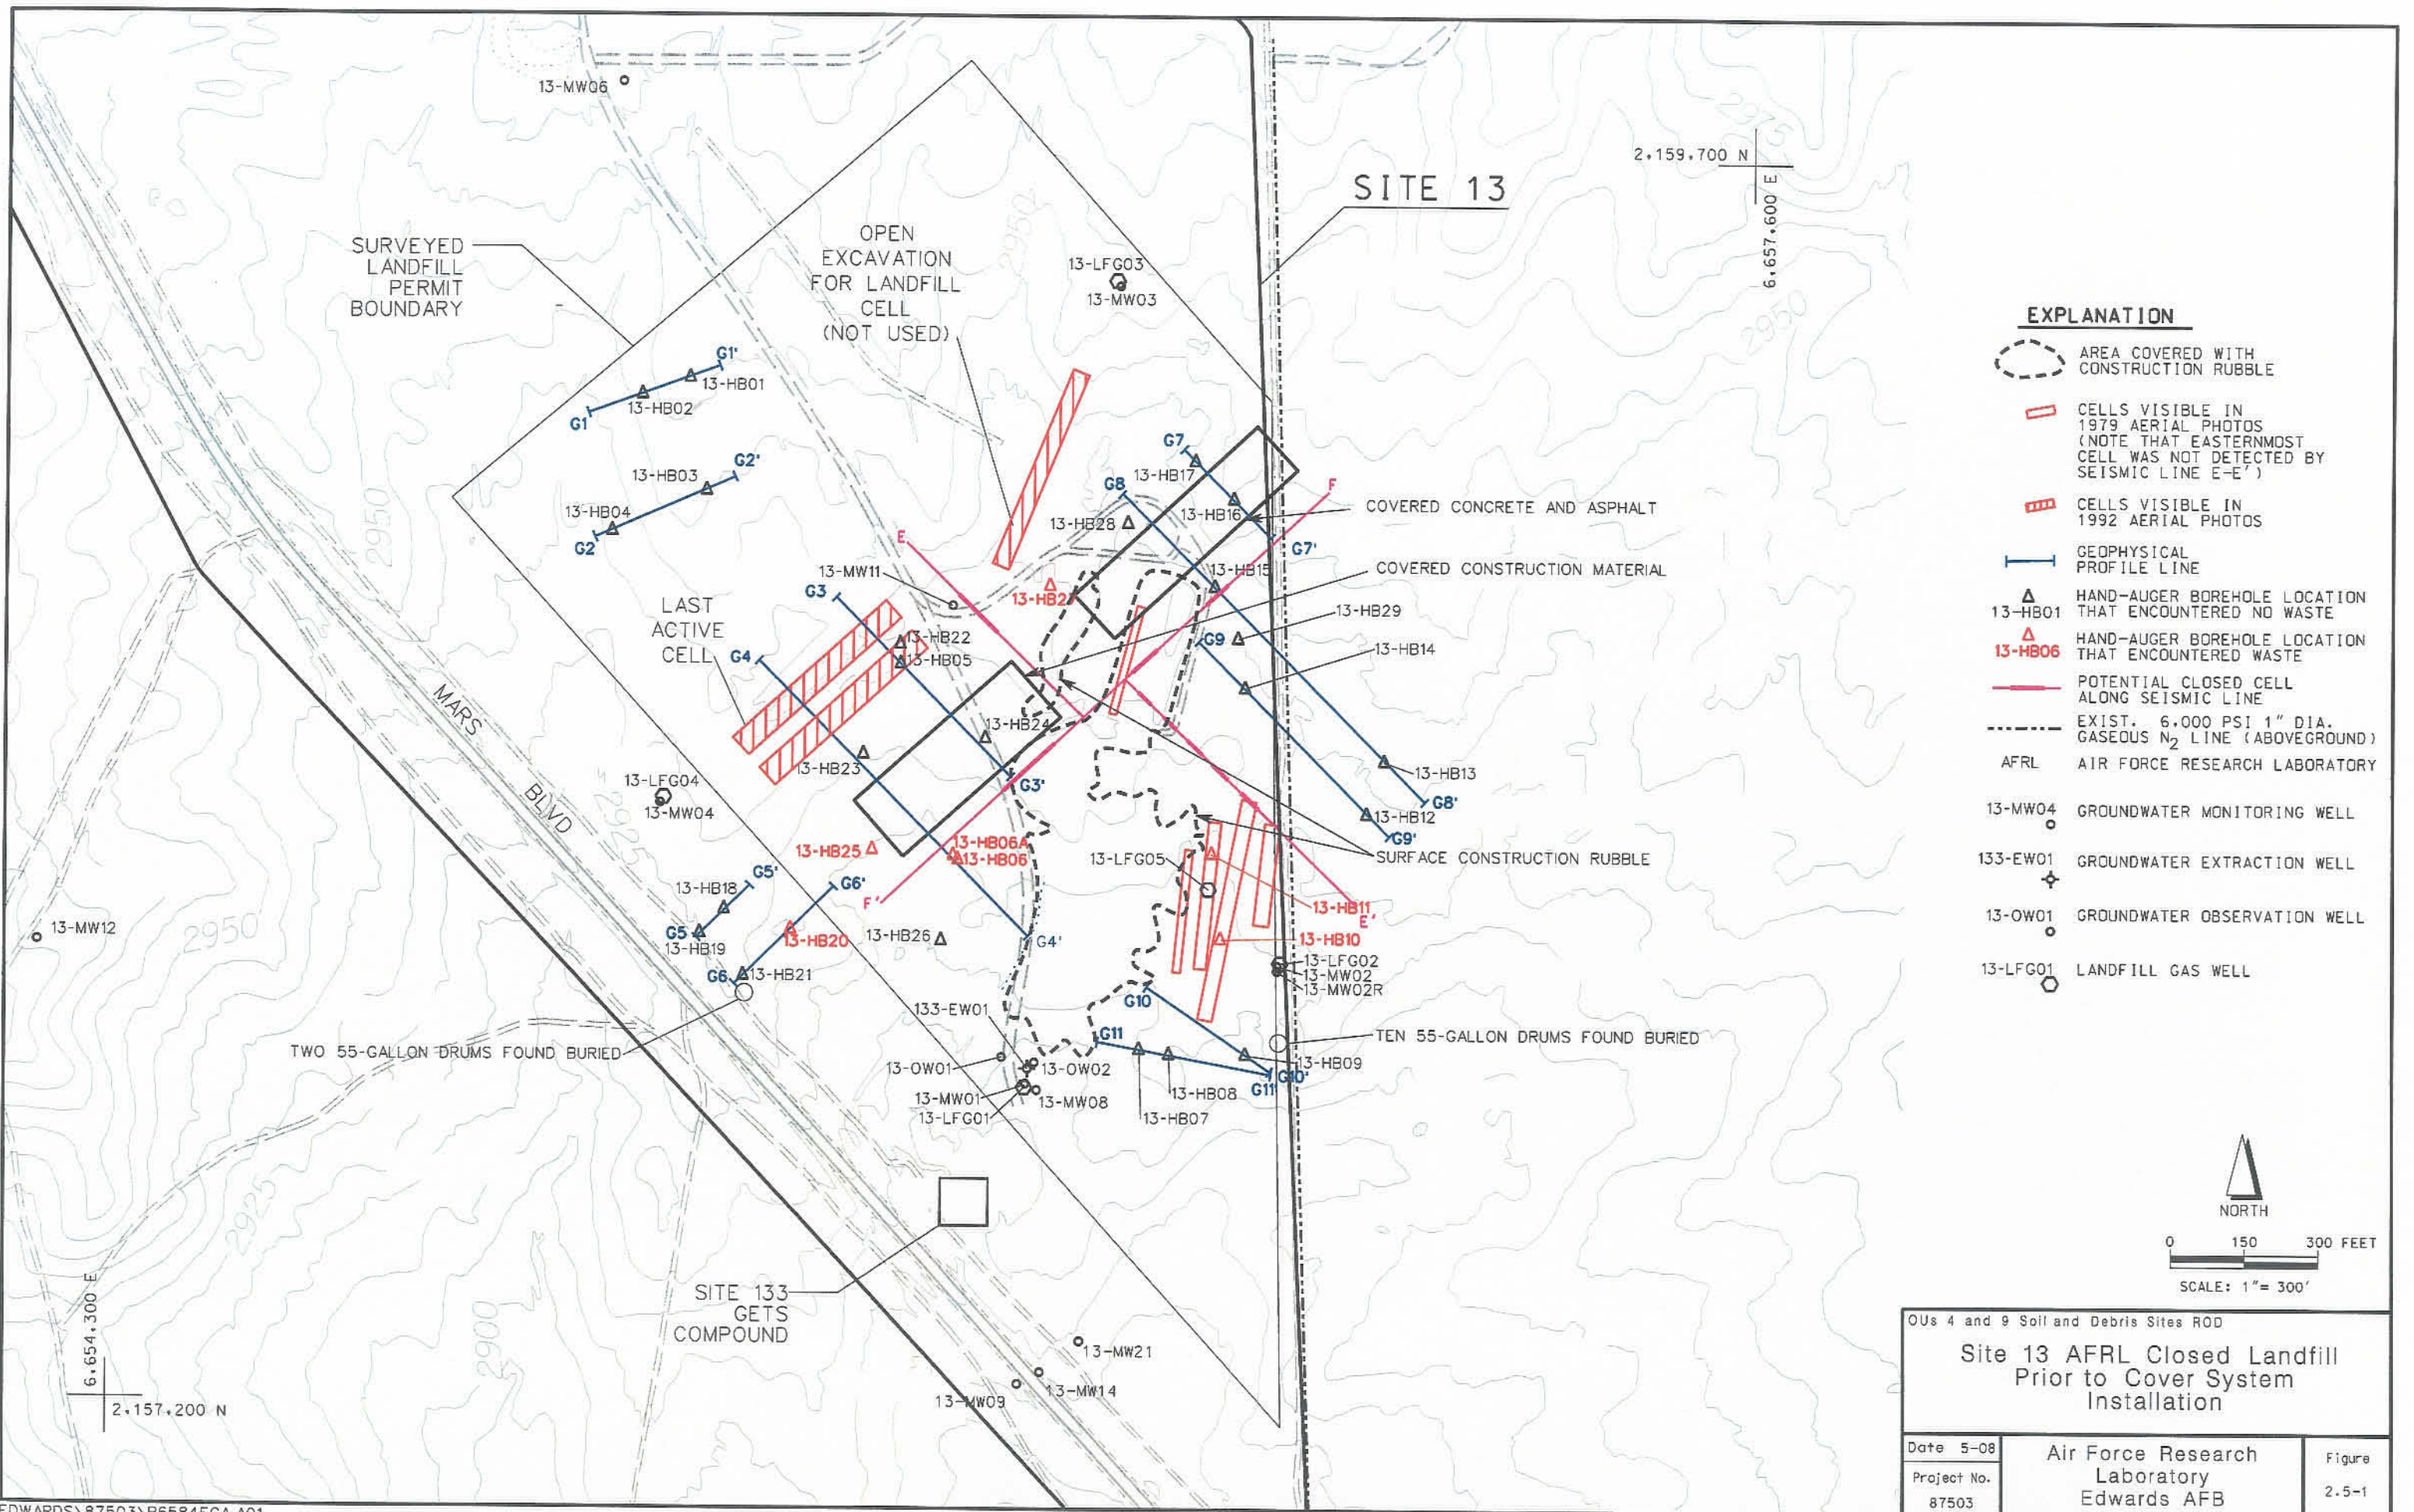 13-MW06
2,159,700 N
6,657,600 E
SITE 13
SURVEYED
LANDFILL
PERMIT
BOUNDARY
OPEN
EXCAVATION
FOR LANDFILL
CELL
(NOT USED)
2950
2950
2950
13-LFG03
13-MW03
G1'
13-HB01
13-HB02
G1
G2'
13-HB03
13-HB04
G2
G7
13-HB17
G8
13-HB16
13-HB28
F
COVERED CONCRETE AND ASPHALT
G7'
E
13-MW11
13-HB15
COVERED CONSTRUCTION MATERIAL
G3
LAST
ACTIVE
CELL
13-HB22
13-HB05
G4
G9
13-HB29
13-HB14
MARS
BLVD
13-HB24
13-HB23
G3'
13-HB13
G8'
13-LFG04
13-MW04
2925
13-HB12
G9'
13-HB25
13-HB06A
13-HB06
13-LFG05
SURFACE CONSTRUCTION RUBBLE
G5'
13-HB18
G6'
F'
13-HB11
E'
13-MW12
2950
G5
13-HB19
13-HB20
13-HB26
G4'
13-HB10
13-LFG02
13-MW02
13-MW02R
G6
13-HB21
G10
133-EW01
G11
TWO 55-GALLON DRUMS FOUND BURIED
TEN 55-GALLON DRUMS FOUND BURIED
13-OW01
13-OW02
13-HB09
G10'
G11'
13-MW01
13-MW08
13-HB08
13-LFG01
13-HB07
2925
2900
SITE 133
GETS
COMPOUND
6,654,300 E
2,157,200 N
13-MW21
13-MW14
13-MW09
EXPLANATION
AREA COVERED WITH
CONSTRUCTION RUBBLE
CELLS VISIBLE IN
1979 AERIAL PHOTOS
(NOTE THAT EASTERNMOST
CELL WAS NOT DETECTED BY
SEISMIC LINE E-E')
CELLS VISIBLE IN
1992 AERIAL PHOTOS
GEOPHYSICAL
PROFILE LINE
13-HB01
HAND-AUGER BOREHOLE LOCATION
THAT ENCOUNTERED NO WASTE
13-HB06
HAND-AUGER BOREHOLE LOCATION
THAT ENCOUNTERED WASTE
POTENTIAL CLOSED CELL
ALONG SEISMIC LINE
EXIST. 6,000 PSI 1" DIA.
GASEOUS N2 LINE (ABOVEGROUND)
AFRL AIR FORCE RESEARCH LABORATORY
13-MW04 GROUNDWATER MONITORING WELL
133-EW01 GROUNDWATER EXTRACTION WELL
13-OW01 GROUNDWATER OBSERVATION WELL
13-LFG01 LANDFILL GAS WELL
NORTH
0 150 300 FEET
SCALE: 1"= 300'
OUs 4 and 9 Soil and Debris Sites ROD
Site 13 AFRL Closed Landfill
Prior to Cover System
Installation
Date 5-08
Project No.
87503
Air Force Research
Laboratory
Edwards AFB
Figure
2.5-1